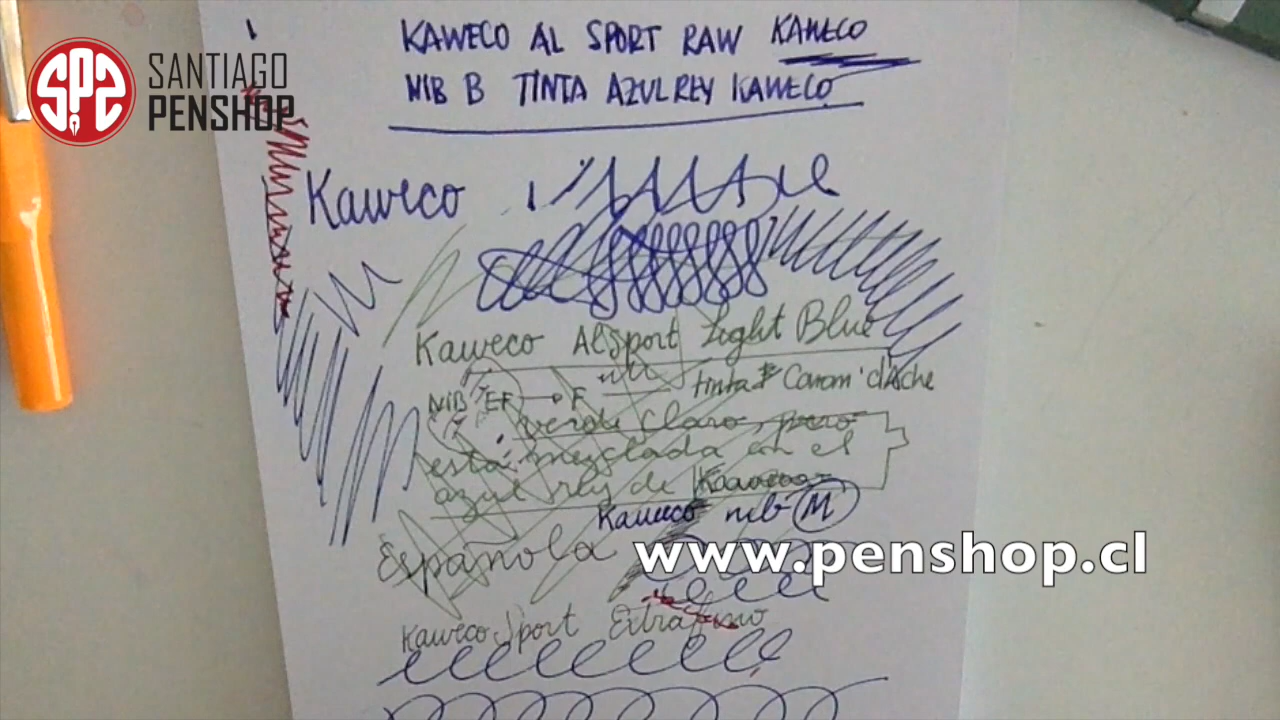 SANTIAGO
PENSHOP
KAWECO AL SPORT RAW KAWECO
NIB B TINTA AZUL REY KAWECO
Kaweco
Kaweco AlSport Light Blue
NIB EF → F tinta Caran d'Ache
verde claro, pero
está mezclada con el
azul rey de Kaweco
Kaweco nib M
Española
www.penshop.cl
Kaweco Sport Extrafino